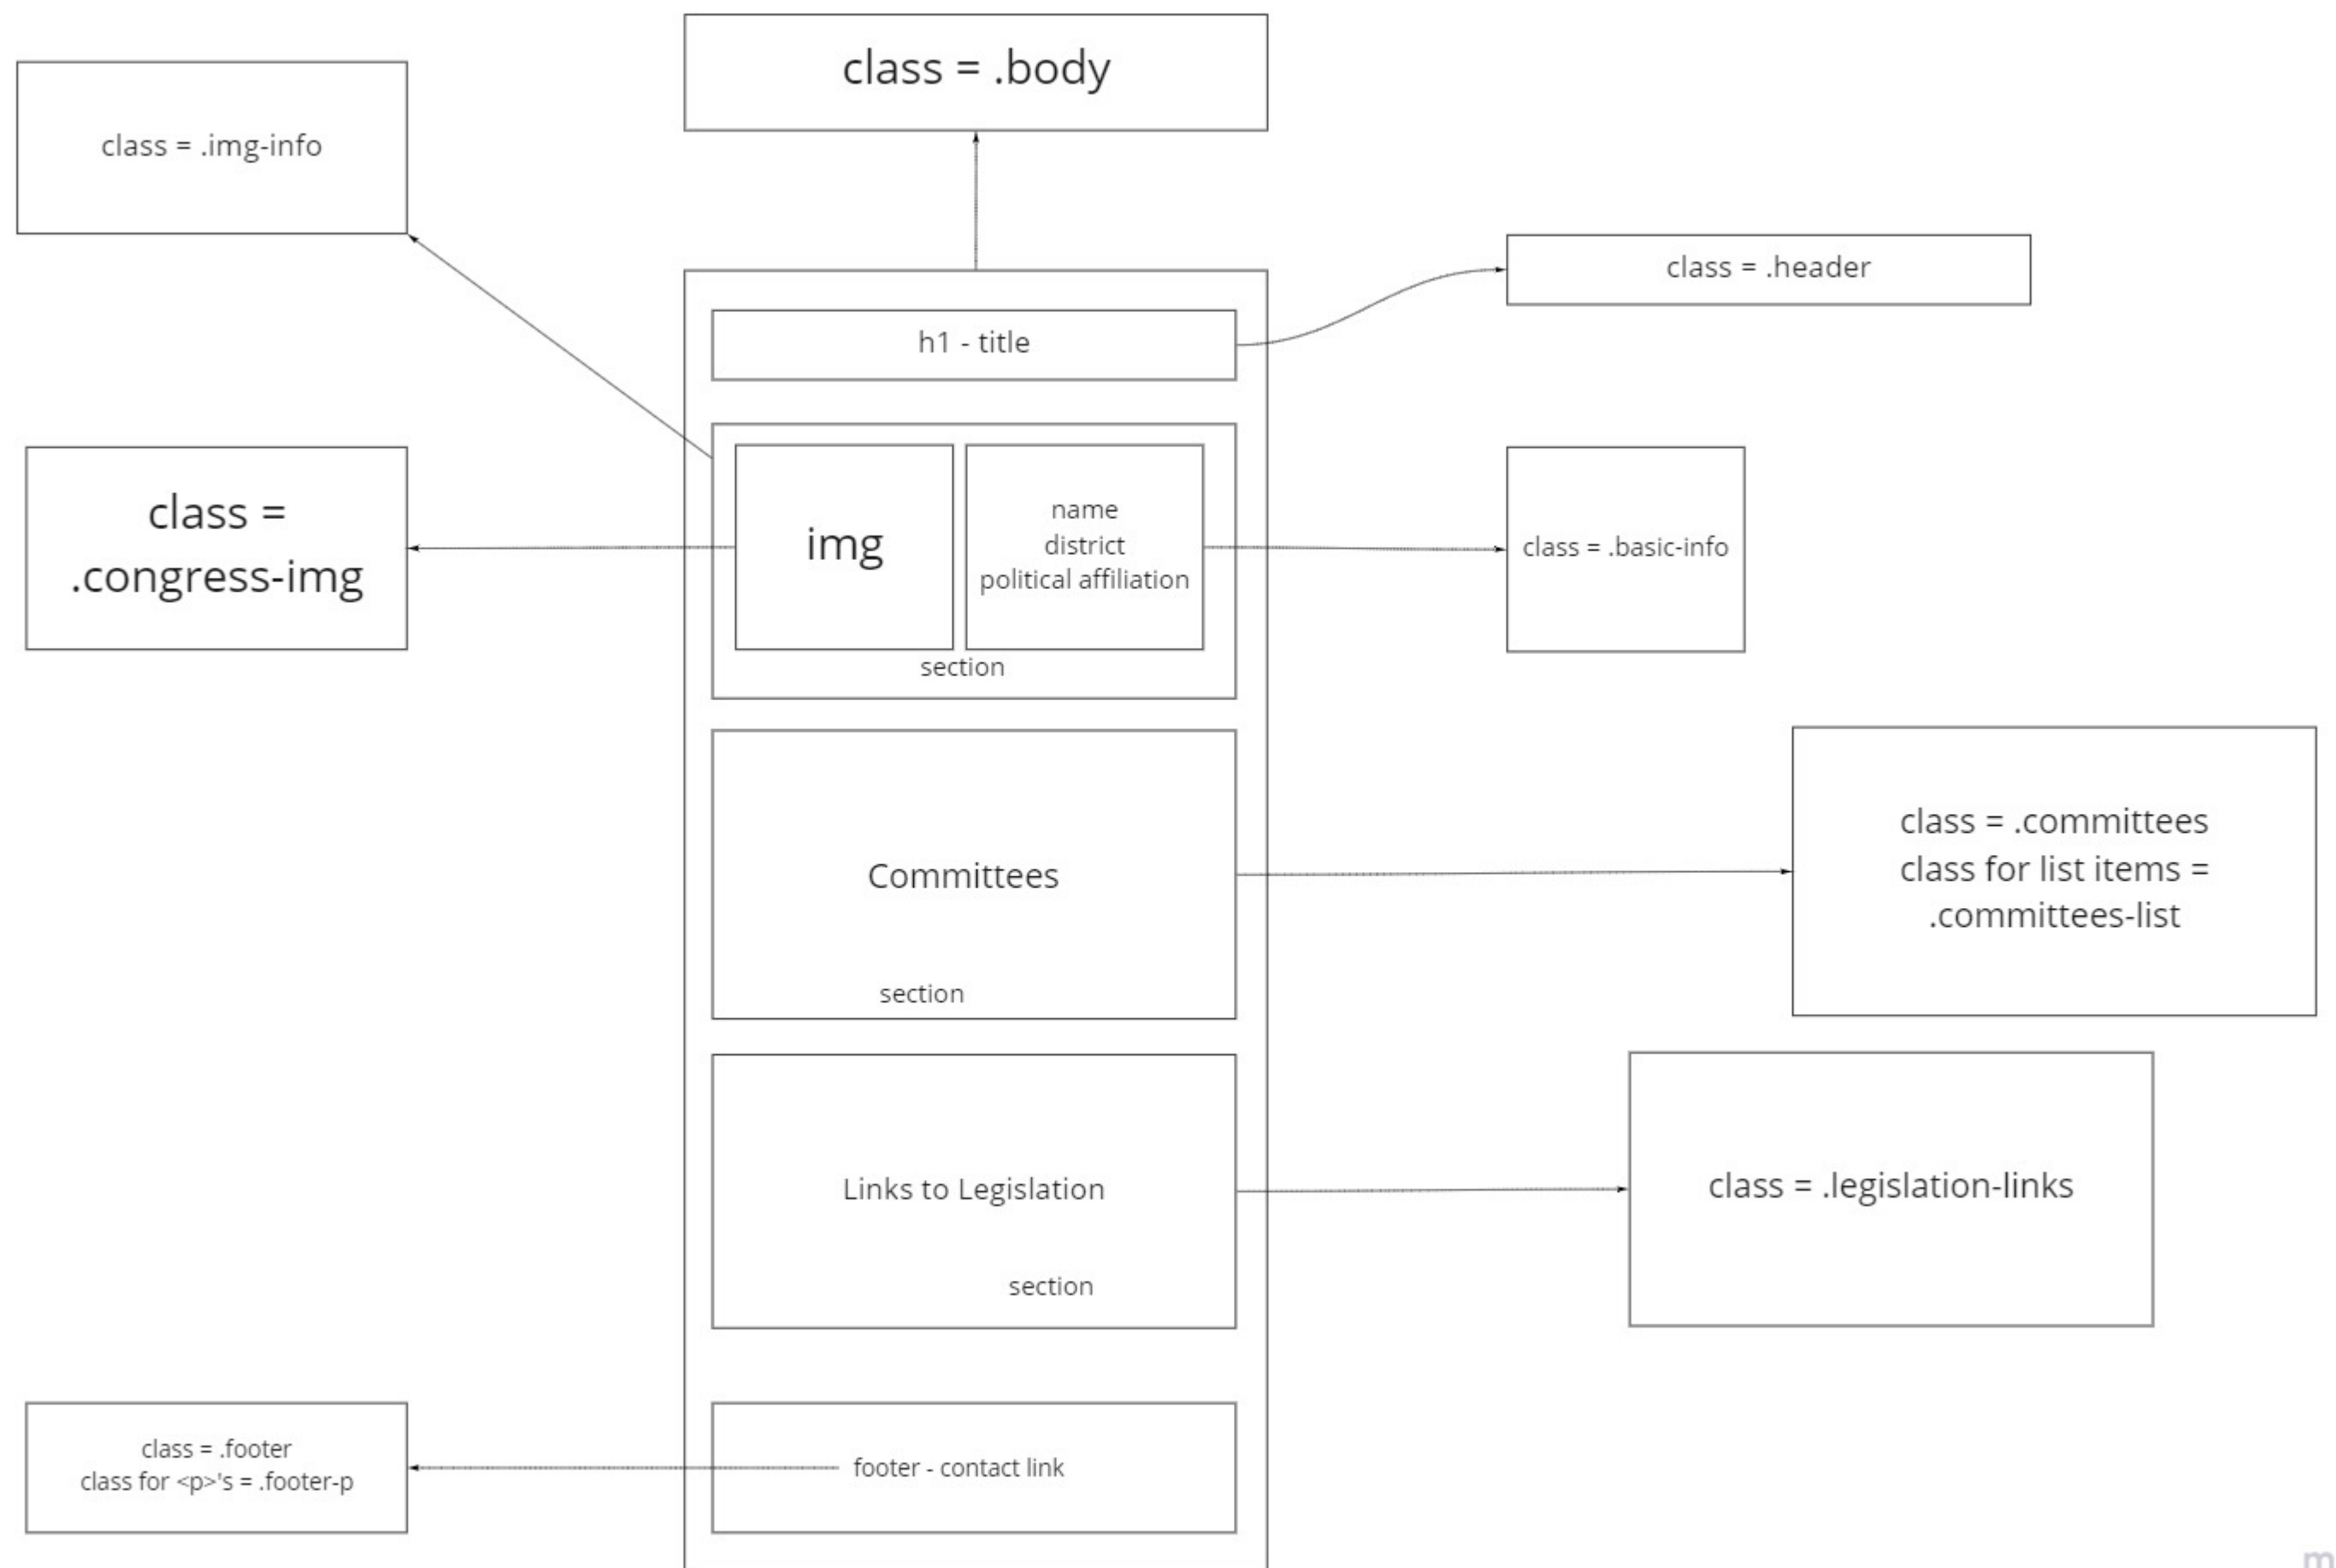 class = .body
class = .img-info
class = .header
h1 - title
class =
.congress-img
img
name
district
political affiliation
class = .basic-info
section
Committees
section
class = .committees
class for list items =
.committees-list
Links to Legislation
section
class = .legislation-links
class = .footer
class for <p>'s = .footer-p
footer - contact link
m